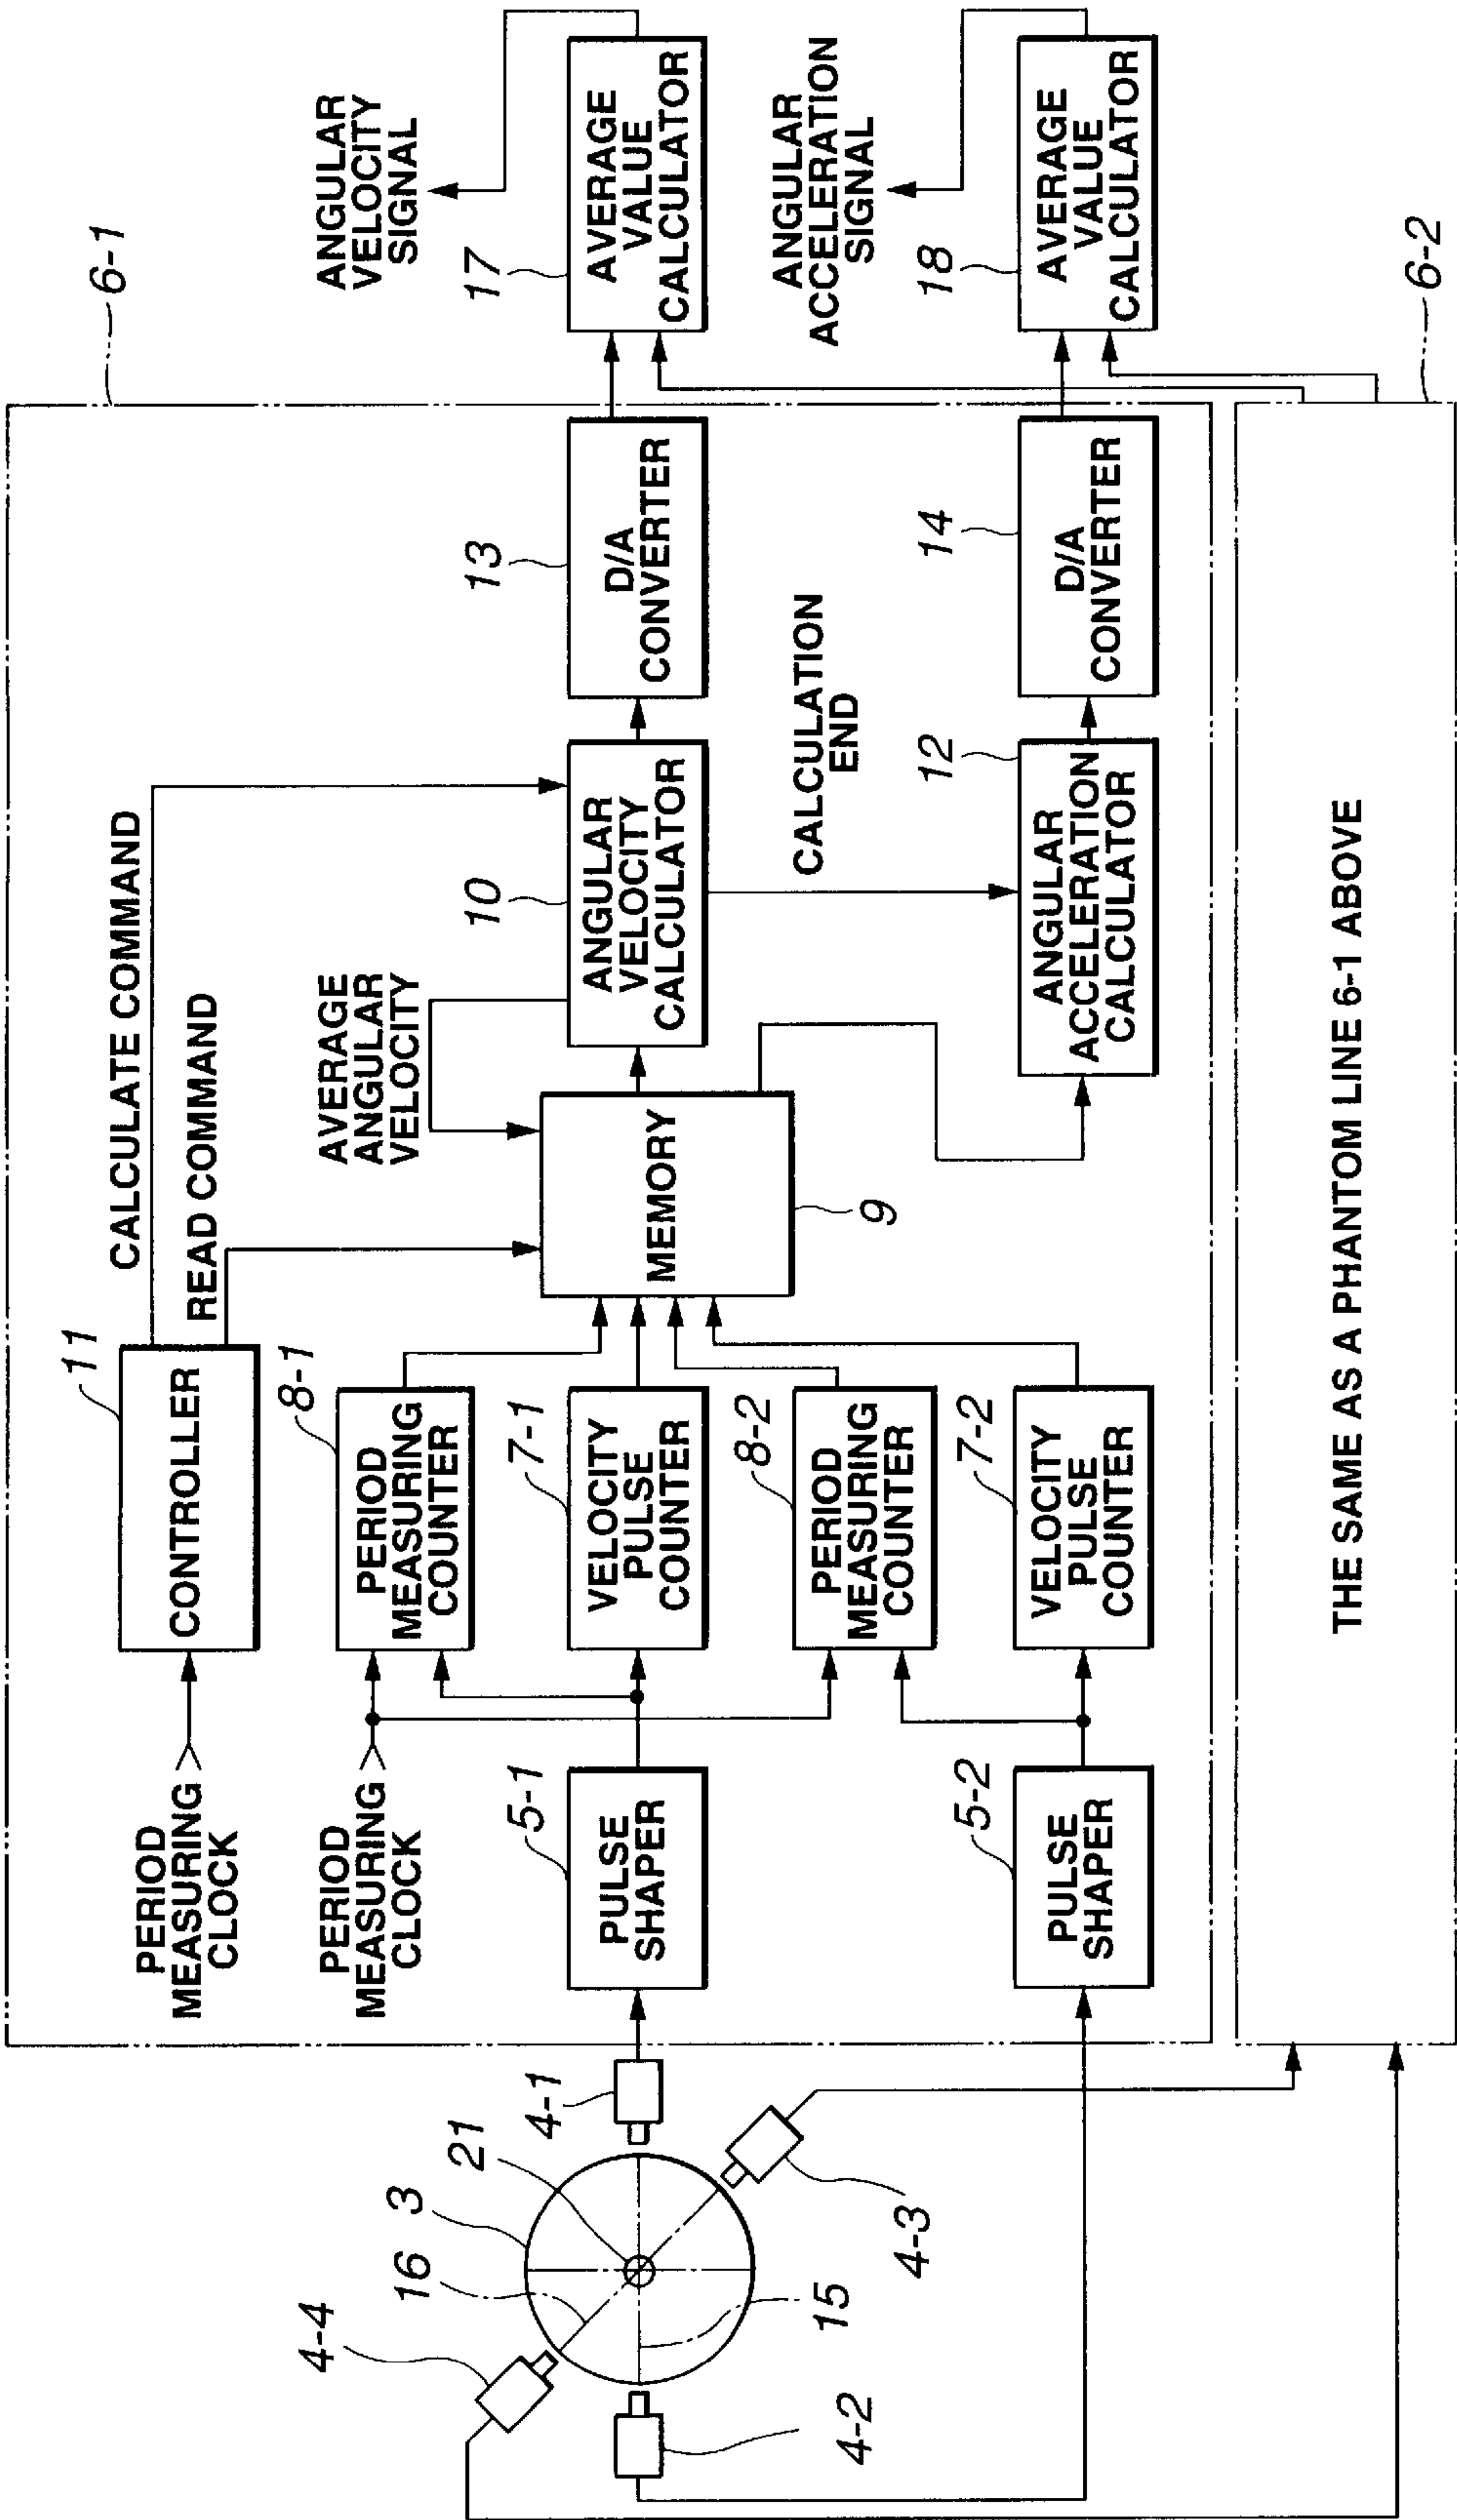 6-1
CALCULATE COMMAND
READ COMMAND
PERIOD
MEASURING
CLOCK
11
CONTROLLER
ANGULAR
VELOCITY
SIGNAL
PERIOD
MEASURING
CLOCK
8-1
PERIOD
MEASURING
COUNTER
AVERAGE
ANGULAR
VELOCITY
4-4
16
3
21
4-1
5-1
PULSE
SHAPER
7-1
VELOCITY
PULSE
COUNTER
MEMORY
9
10
ANGULAR
VELOCITY
CALCULATOR
13
D/A
CONVERTER
17
AVERAGE
VALUE
CALCULATOR
4-2
15
4-3
8-2
PERIOD
MEASURING
COUNTER
CALCULATION
END
ANGULAR
ACCELERATION
SIGNAL
5-2
PULSE
SHAPER
7-2
VELOCITY
PULSE
COUNTER
12
ANGULAR
ACCELERATION
CALCULATOR
14
D/A
CONVERTER
18
AVERAGE
VALUE
CALCULATOR
THE SAME AS A PHANTOM LINE 6-1 ABOVE
6-2